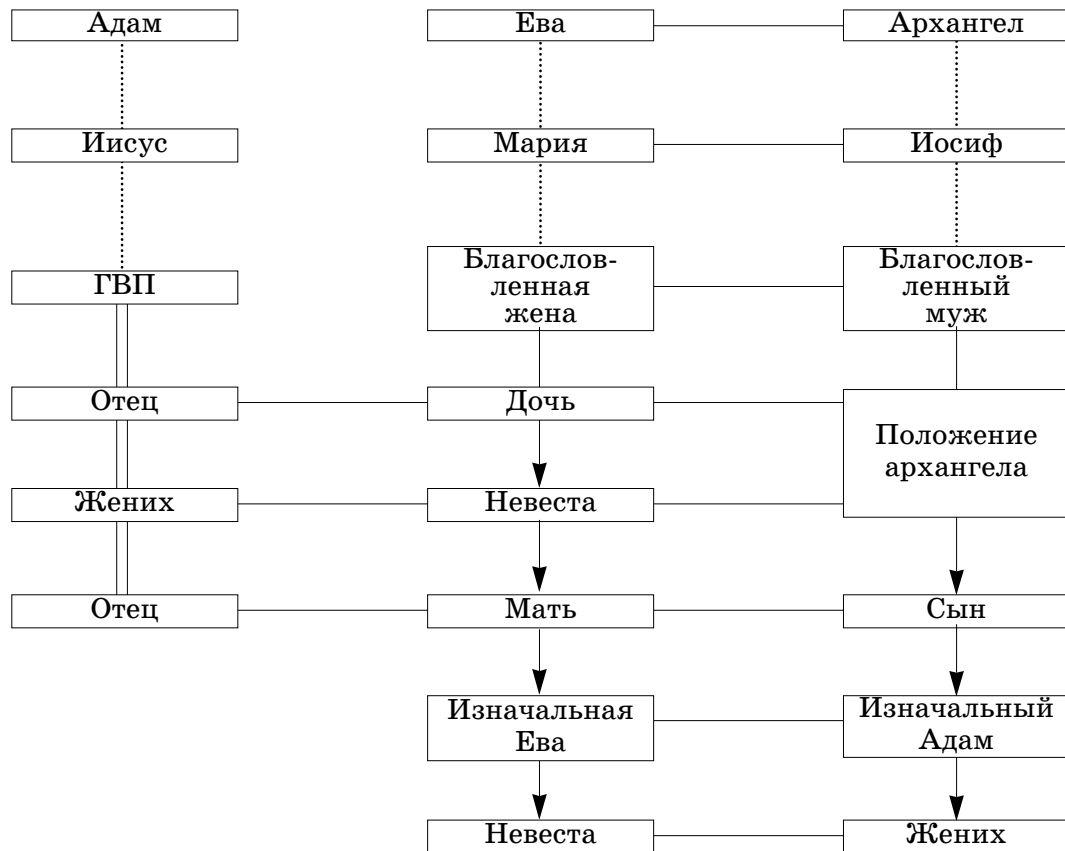 Адам
Ева
Архангел
Иисус
Мария
Иосиф
ГВП
Благослов-
ленная
жена
Благослов-
ленный
муж
Отец
Дочь
Положение
архангела
Жених
Невеста
Отец
Мать
Сын
Изначальная
Ева
Изначальный
Адам
Невеста
Жених